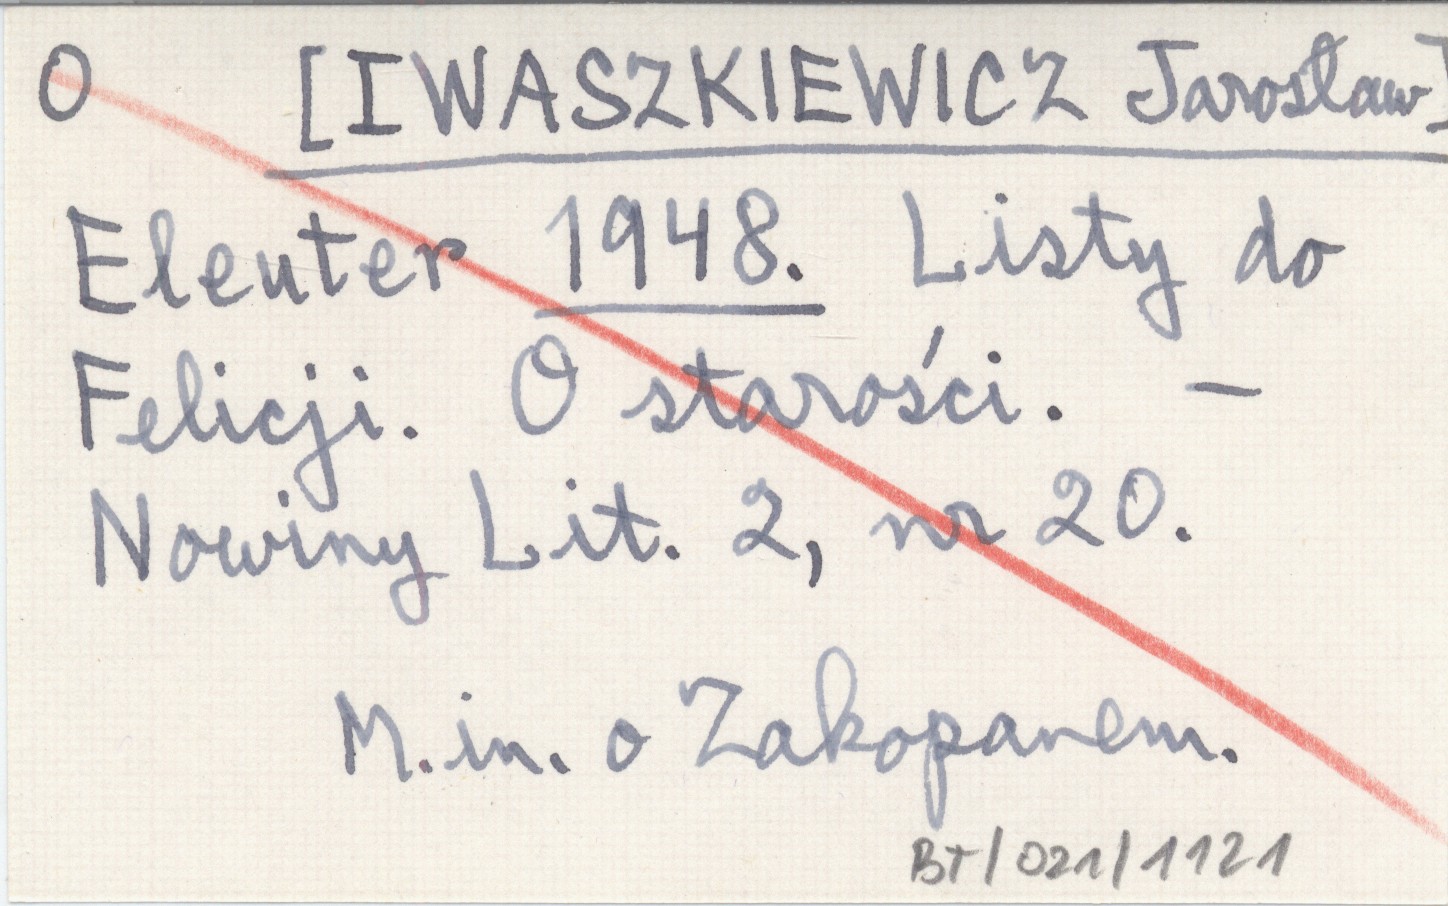 O [IWASZKIEWICZ Jarosław]
Eleuter 1948. Listy do
Felicji. O starości. —
Nowiny Lit. 2, nr 20.
M.in. o Zakopanem.
BT/021/1121